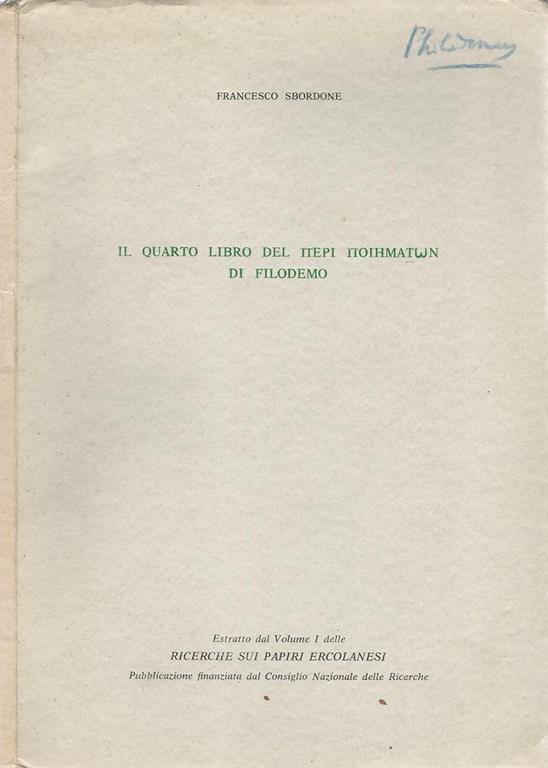 Philodemus
FRANCESCO SBORDONE
IL QUARTO LIBRO DEL ΠΕΡΙ ΠΟΙΗΜΑΤωΝ
DI FILODEMO
Estratto dal Volume I delle
RICERCHE SUI PAPIRI ERCOLANESI
Pubblicazione finanziata dal Consiglio Nazionale delle Ricerche